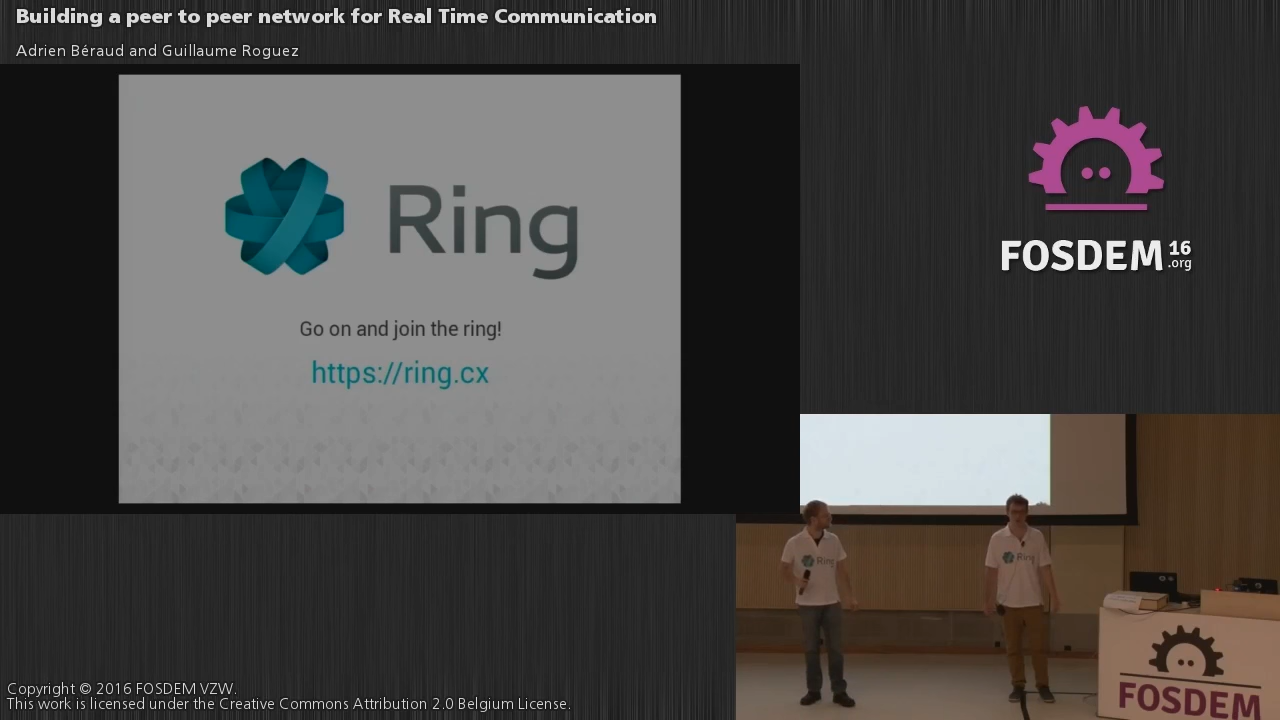 Building a peer to peer network for Real Time Communication
Adrien Béraud and Guillaume Roguez
Ring
Go on and join the ring!
https://ring.cx
FOSDEM 16
.org
Ring
Ring
FOSDEM
Copyright © 2016 FOSDEM VZW.
This work is licensed under the Creative Commons Attribution 2.0 Belgium License.